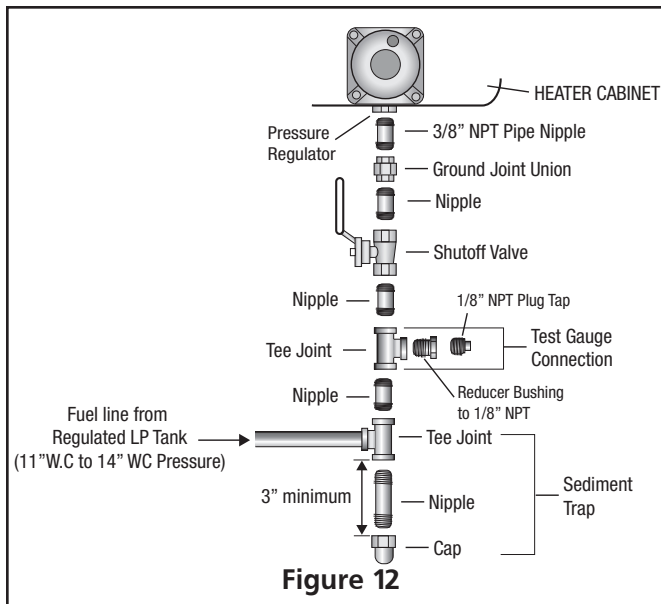 HEATER CABINET
Pressure
Regulator
3/8” NPT Pipe Nipple
Ground Joint Union
Nipple
Shutoff Valve
Nipple
1/8” NPT Plug Tap
Tee Joint
Test Gauge
Connection
Nipple
Reducer Bushing
to 1/8” NPT
Fuel line from
Regulated LP Tank
(11”W.C to 14” WC Pressure)
Tee Joint
3” minimum
Nipple
Sediment
Trap
Cap
Figure 12